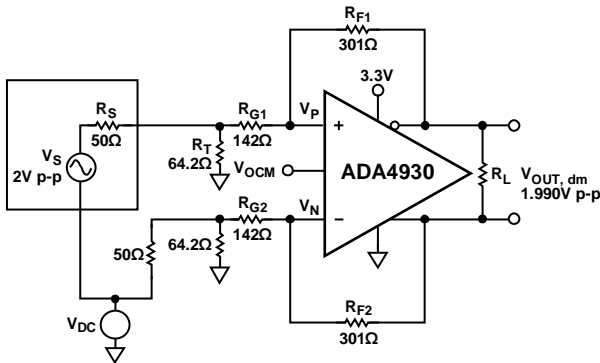 RF1
301Ω
3.3V
RS
50Ω
VS
2V p-p
RG1
142Ω
RT
64.2Ω
VP
+
VOCM
ADA4930
RL
VOUT, dm
1.990V p-p
RG2
142Ω
VN
–
50Ω
64.2Ω
VDC
RF2
301Ω